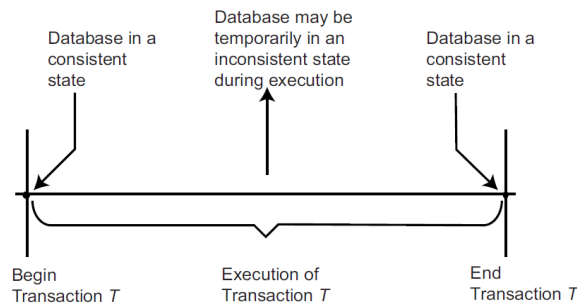 Database in a
consistent
state
Database may be
temporarily in an
inconsistent state
during execution
Database in a
consistent
state
Begin
Transaction T
Execution of
Transaction T
End
Transaction T